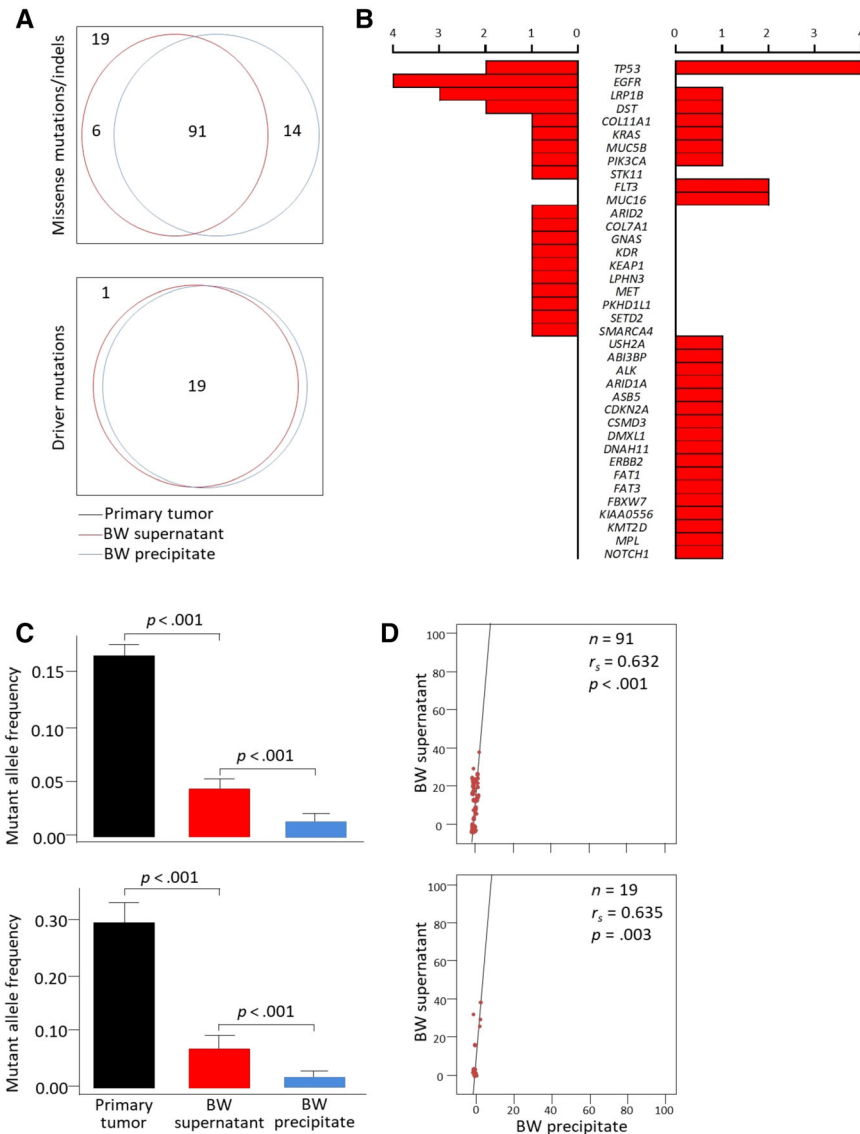 A
Missense mutations/indels
19
6
91
14
Driver mutations
1
19
Primary tumor
BW supernatant
BW precipitate
B
4 3 2 1 0
0 1 2 3 4
TP53
EGFR
LRP1B
DST
COL11A1
KRAS
MUC5B
PIK3CA
STK11
FLT3
MUC16
ARID2
COL7A1
GNAS
KDR
KEAP1
LPHN3
MET
PKHD1L1
SETD2
SMARCA4
USH2A
ABI3BP
ALK
ARID1A
ASB5
CDKN2A
CSMD3
DMXL1
DNAH11
ERBB2
FAT1
FAT3
FBXW7
KIAA0556
KMT2D
MPL
NOTCH1
C
Mutant allele frequency
0.15
0.10
0.05
0.00
p < .001
p < .001
Mutant allele frequency
0.30
0.20
0.10
0.00
p < .001
p < .001
Primary tumor
BW supernatant
BW precipitate
D
BW supernatant
100
80
60
40
20
0
n = 91
rs = 0.632
p < .001
BW supernatant
100
80
60
40
20
0
n = 19
rs = 0.635
p = .003
0 20 40 60 80 100
BW precipitate